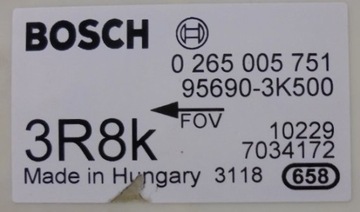 BOSCH
0 265 005 751
95690-3K500
FOV
3R8k
10229
7034172
Made in Hungary 3118 658